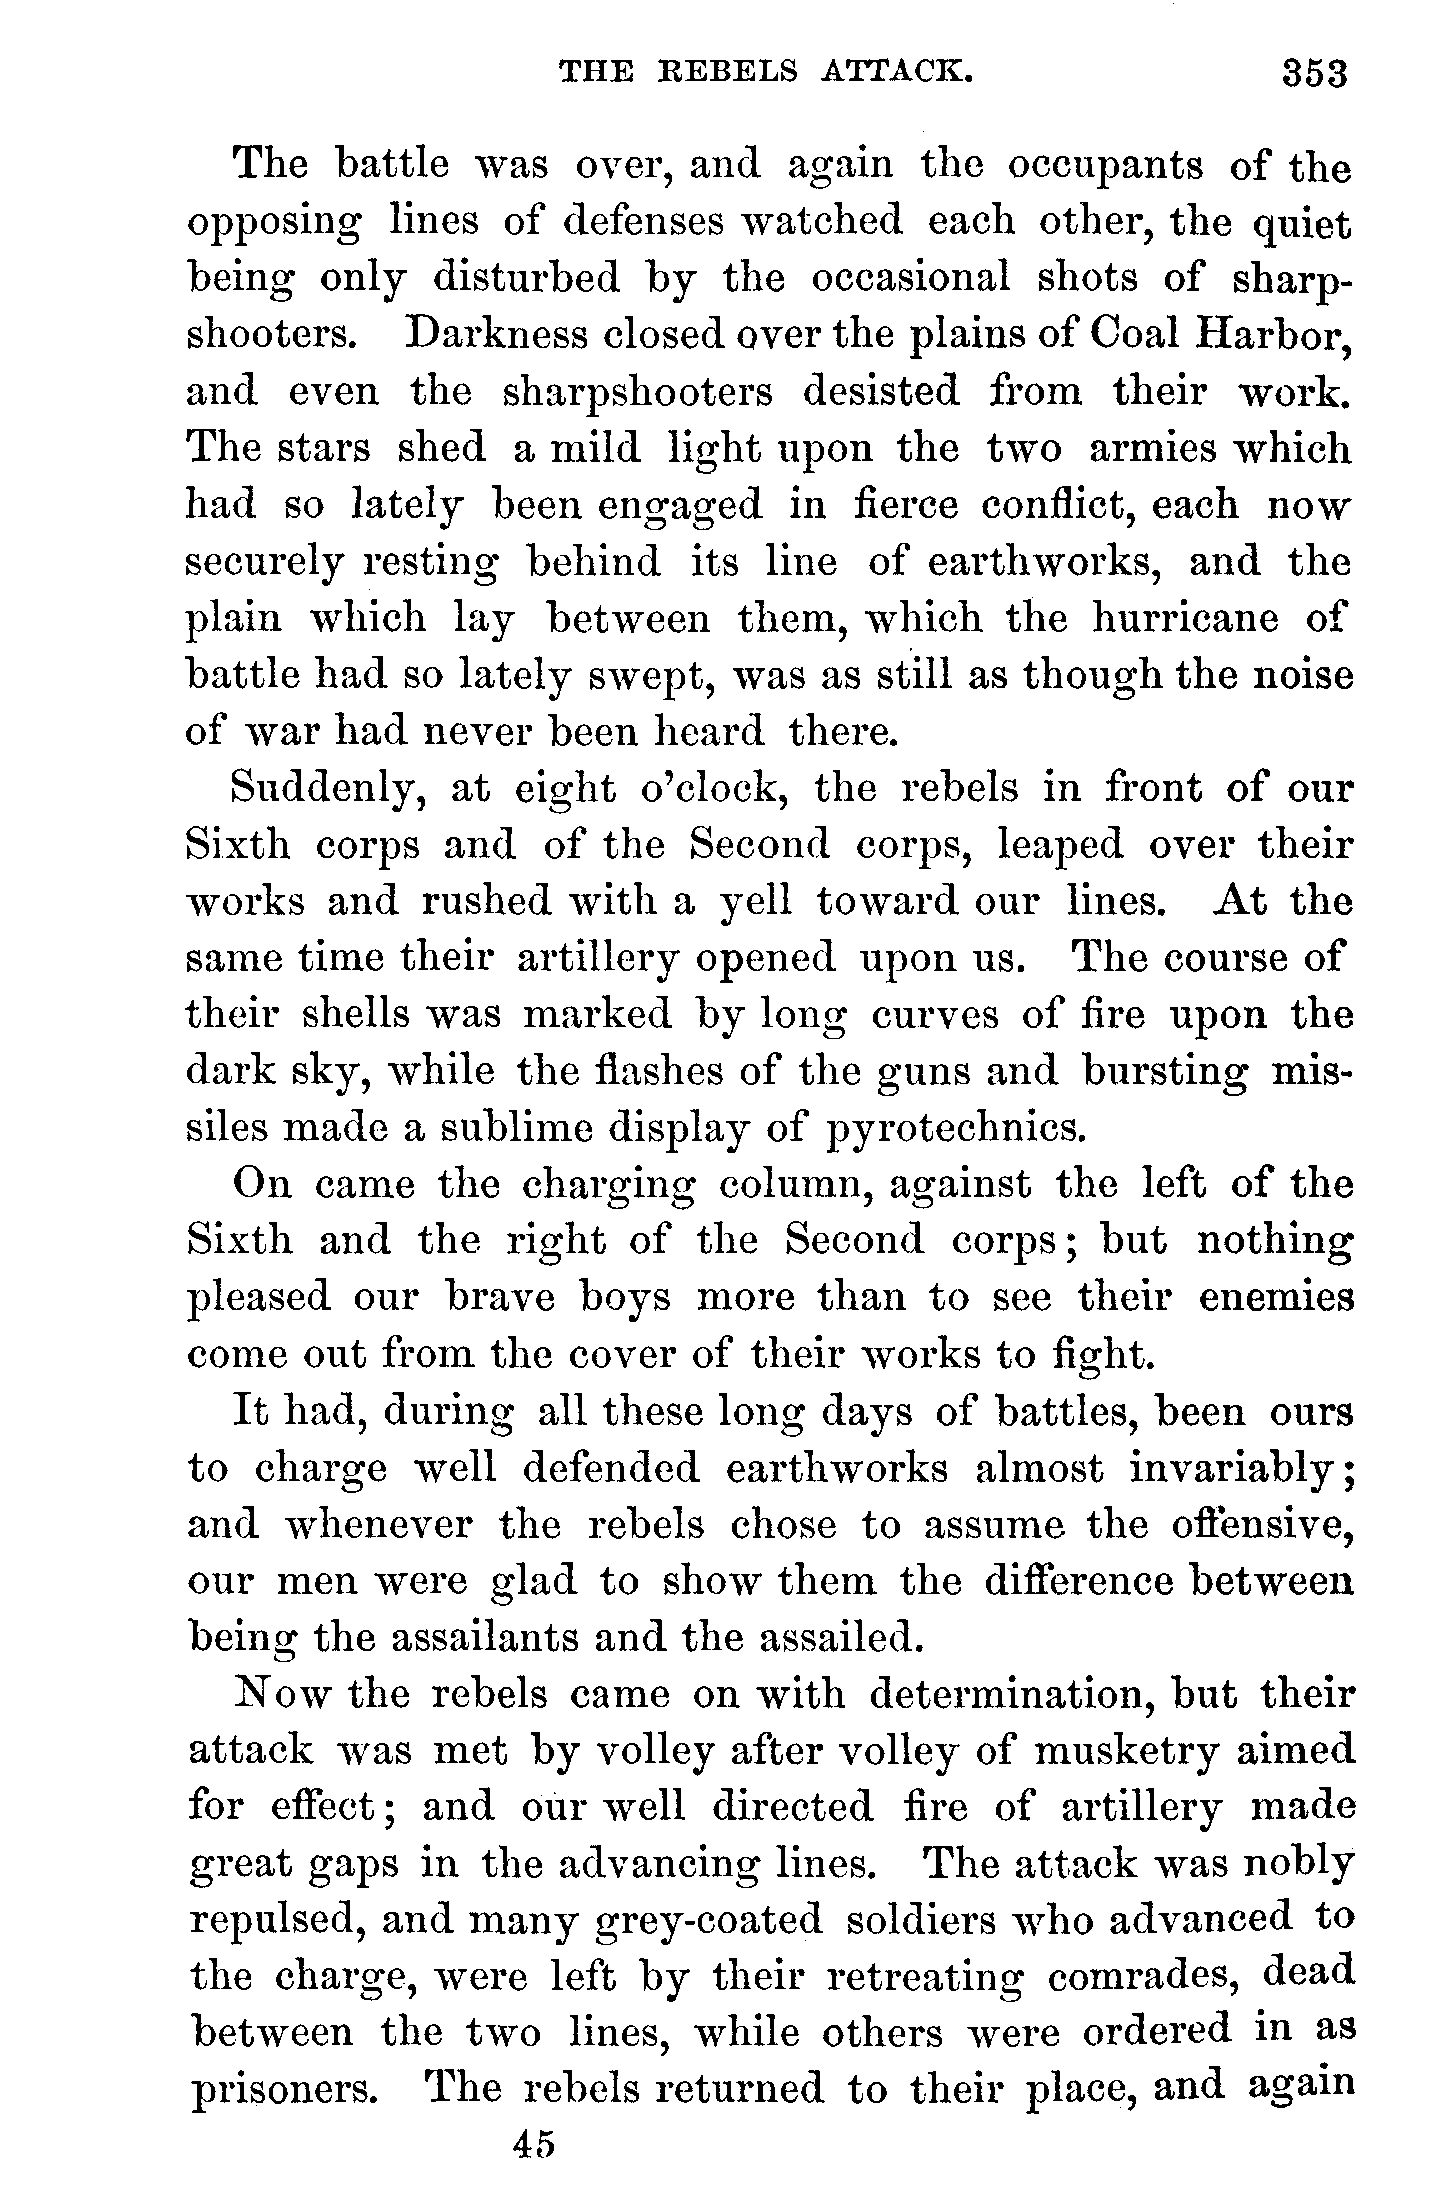 THE REBELS ATTACK. 353
The battle was over, and again the occupants of the
opposing lines of defenses watched each other, the quiet
being only disturbed by the occasional shots of sharp-
shooters. Darkness closed over the plains of Coal Harbor,
and even the sharpshooters desisted from their work.
The stars shed a mild light upon the two armies which
had so lately been engaged in fierce conflict, each now
securely resting behind its line of earthworks, and the
plain which lay between them, which the hurricane of
battle had so lately swept, was as still as though the noise
of war had never been heard there.
Suddenly, at eight o’clock, the rebels in front of our
Sixth corps and of the Second corps, leaped over their
works and rushed with a yell toward our lines. At the
same time their artillery opened upon us. The course of
their shells was marked by long curves of fire upon the
dark sky, while the flashes of the guns and bursting mis-
siles made a sublime display of pyrotechnics.
On came the charging column, against the left of the
Sixth and the right of the Second corps; but nothing
pleased our brave boys more than to see their enemies
come out from the cover of their works to fight.
It had, during all these long days of battles, been ours
to charge well defended earthworks almost invariably;
and whenever the rebels chose to assume the offensive,
our men were glad to show them the difference between
being the assailants and the assailed.
Now the rebels came on with determination, but their
attack was met by volley after volley of musketry aimed
for effect; and our well directed fire of artillery made
great gaps in the advancing lines. The attack was nobly
repulsed, and many grey-coated soldiers who advanced to
the charge, were left by their retreating comrades, dead
between the two lines, while others were ordered in as
prisoners. The rebels returned to their place, and again
45